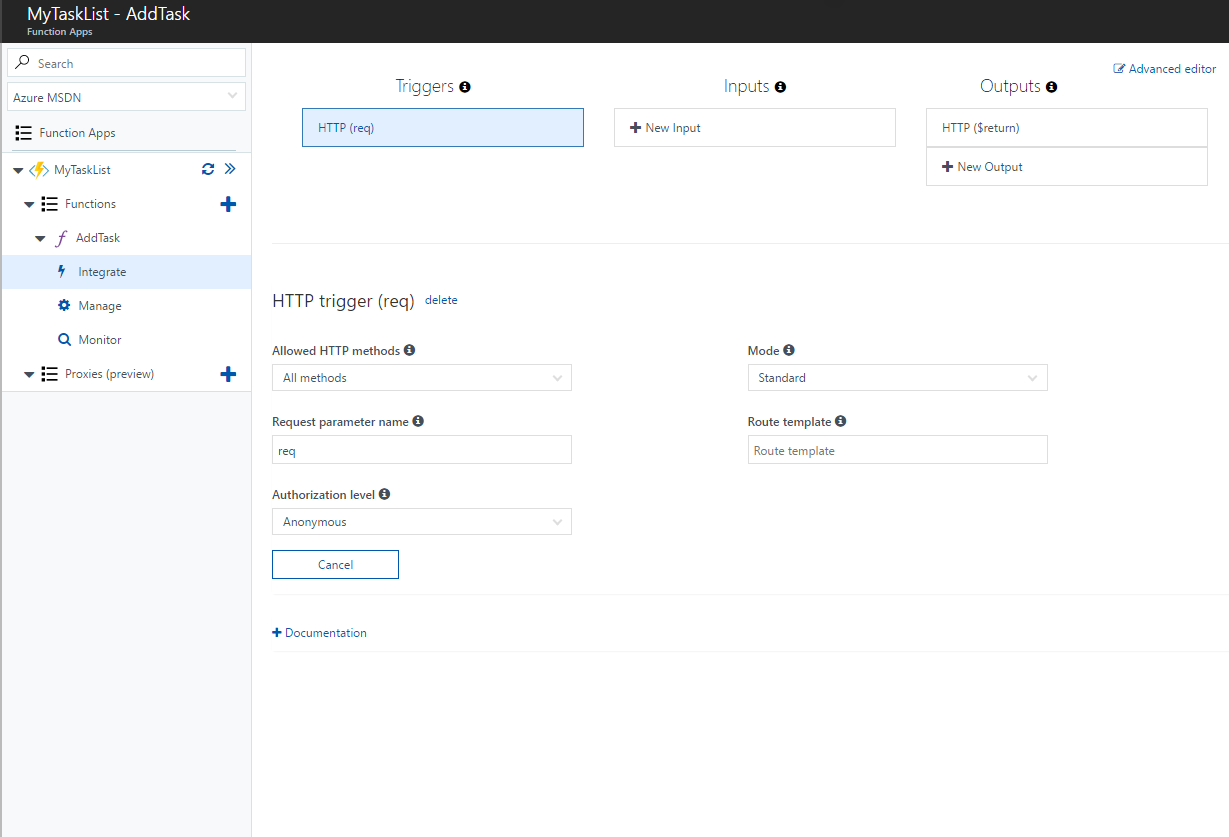 MyTaskList - AddTask
Function Apps
Search
Azure MSDN
Function Apps
MyTaskList
Functions
AddTask
Integrate
Manage
Monitor
Proxies (preview)
Advanced editor
Triggers
HTTP (req)
Inputs
New Input
Outputs
HTTP ($return)
New Output
HTTP trigger (req) delete
Allowed HTTP methods
All methods
Mode
Standard
Request parameter name
req
Route template
Route template
Authorization level
Anonymous
Cancel
Documentation